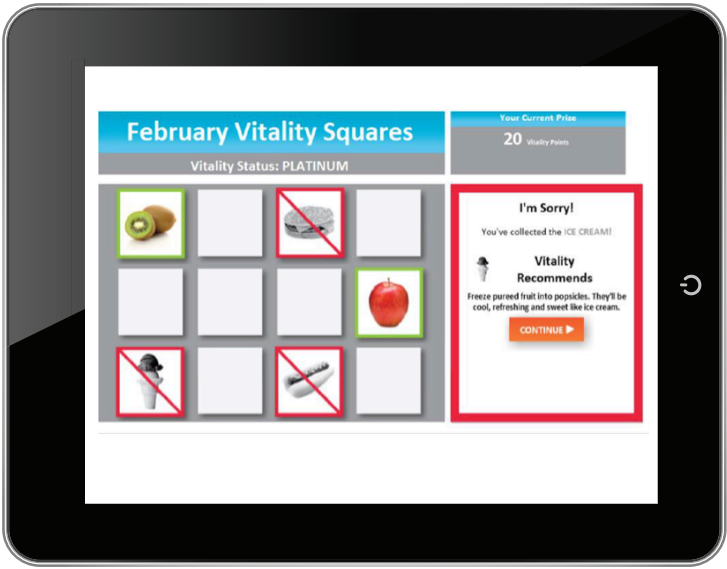 February Vitality Squares
Vitality Status: PLATINUM
Your Current Prize
20 Vitality Points
I'm Sorry!
You've collected the ICE CREAM!
Vitality
Recommends
Freeze pureed fruit into popsicles. They'll be
cool, refreshing and sweet like ice cream.
CONTINUE